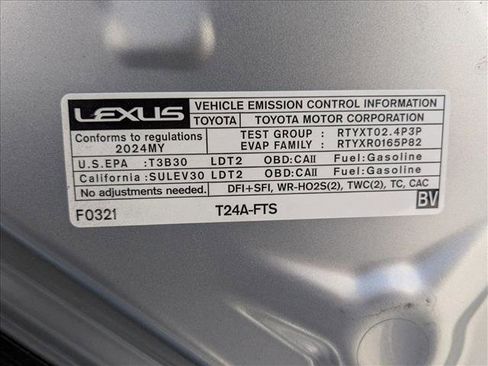 LEXUS VEHICLE EMISSION CONTROL INFORMATION
TOYOTA TOYOTA MOTOR CORPORATION
Conforms to regulations
2024MY
TEST GROUP : RTYXT02.4P3P
EVAP FAMILY : RTYXR0165P82
U.S.EPA :T3B30 LDT2 OBD:CAII Fuel:Gasoline
California :SULEV30 LDT2 OBD:CAII Fuel:Gasoline
No adjustments needed. DFI+SFI, WR-HO2S(2), TWC(2), TC, CAC
F0321 T24A-FTS BV